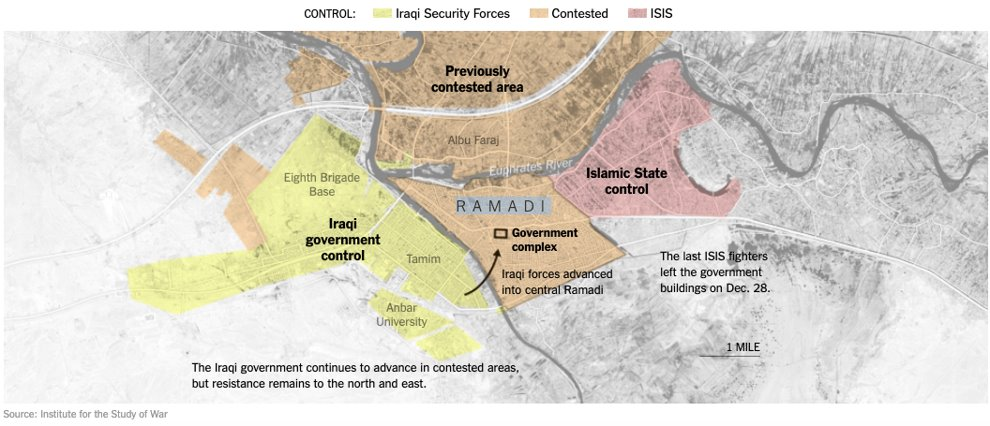 CONTROL: Iraqi Security Forces Contested ISIS
Previously
contested area
Albu Faraj
Euphrates River
Islamic State
control
Eighth Brigade
Base
RAMADI
Iraqi
government
control
Government
complex
Tamim
Iraqi forces advanced
into central Ramadi
The last ISIS fighters
left the government
buildings on Dec. 28.
Anbar
University
1 MILE
The Iraqi government continues to advance in contested areas,
but resistance remains to the north and east.
Source: Institute for the Study of War